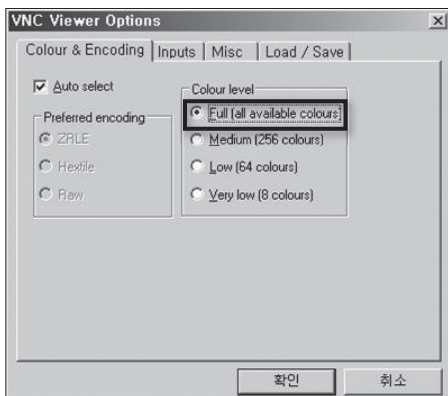 VNC Viewer Options
Colour & Encoding Inputs Misc Load / Save
Auto select
Preferred encoding
ZRLE
Hextile
Raw
Colour level
Full (all available colours)
Medium (256 colours)
Low (64 colours)
Very low (8 colours)
확인 취소